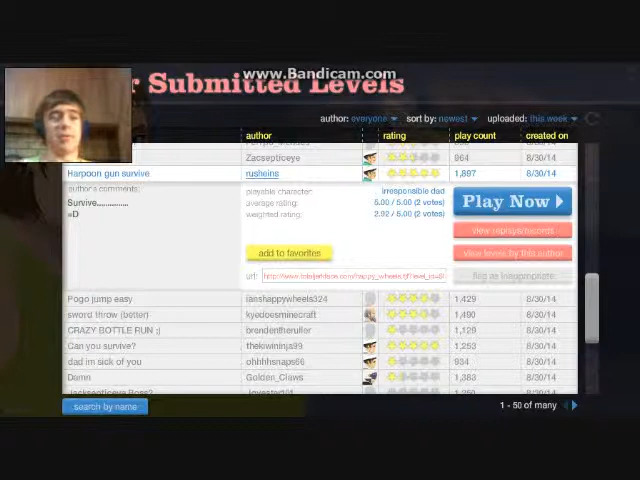 www.Bandicam.com
r Submitted Levels
author: everyone sort by: newest uploaded: this week
author rating play count created on
Zacsepticeye 964 8/30/14
Harpoon gun survive rusheins 1,897 8/30/14
author's comments:
Survive..............
=D
playable character: irresponsible dad
average rating: 5.00 / 5.00 (2 votes)
weighted rating: 2.92 / 5.00 (2 votes)
Play Now
view replays/records
view levels by this author
flag as inappropriate
add to favorites
url:
Pogo jump easy ianshappywheels324 1,429 8/30/14
sword throw (better) kyedoesminecraft 1,490 8/30/14
CRAZY BOTTLE RUN ;) brendentheruller 1,129 8/30/14
Can you survive? thekiwininja99 1,253 8/30/14
dad im sick of you ohhhhsnaps66 934 8/30/14
Damn Golden_Claws 1,383 8/30/14
search by name
1 - 50 of many